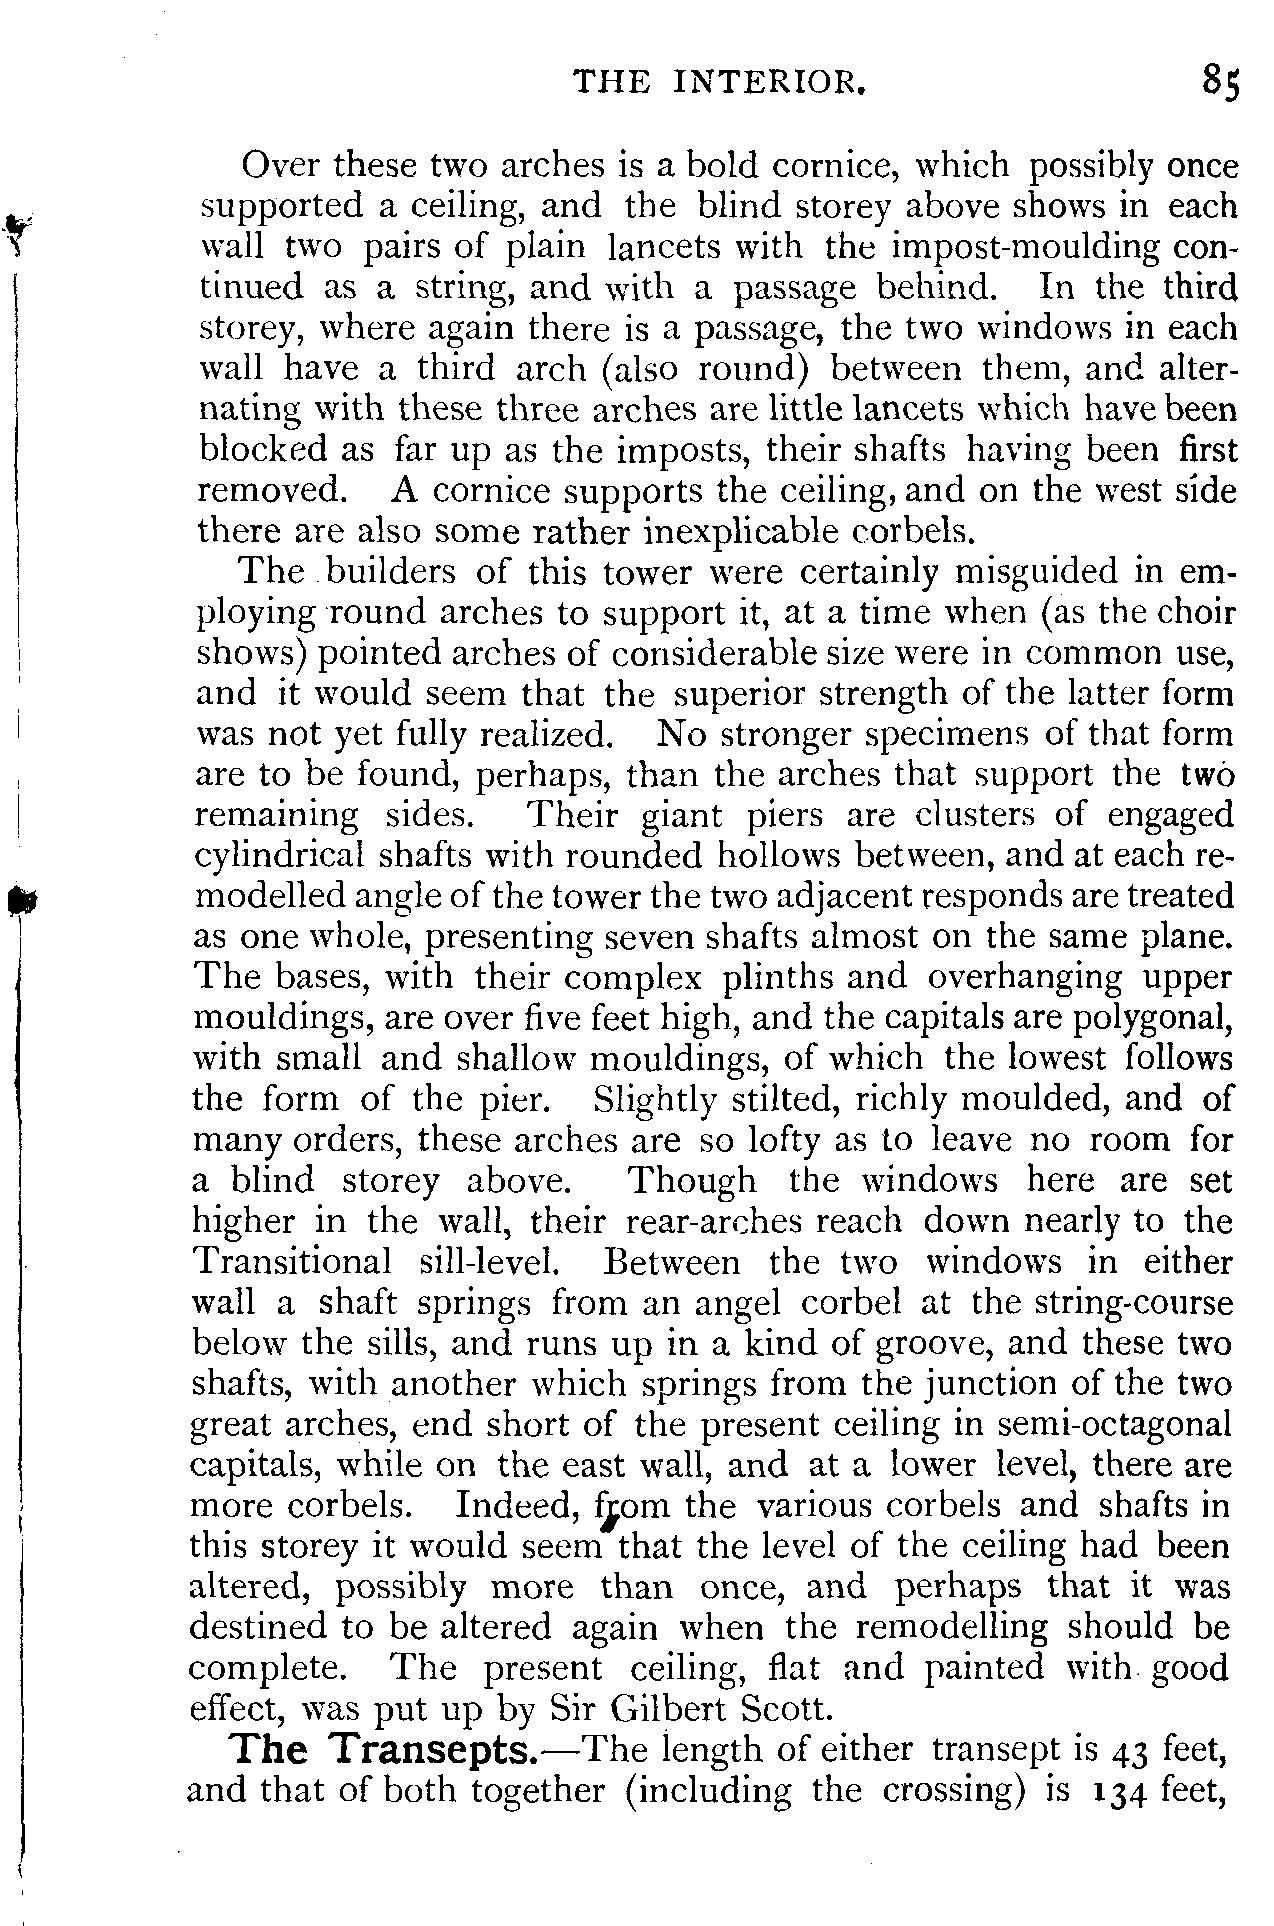 THE INTERIOR. 85
Over these two arches is a bold cornice, which possibly once
supported a ceiling, and the blind storey above shows in each
wall two pairs of plain lancets with the impost-moulding con-
tinued as a string, and with a passage behind. In the third
storey, where again there is a passage, the two windows in each
wall have a third arch (also round) between them, and alter-
nating with these three arches are little lancets which have been
blocked as far up as the imposts, their shafts having been first
removed. A cornice supports the ceiling, and on the west side
there are also some rather inexplicable corbels.
The builders of this tower were certainly misguided in em-
ploying round arches to support it, at a time when (as the choir
shows) pointed arches of considerable size were in common use,
and it would seem that the superior strength of the latter form
was not yet fully realized. No stronger specimens of that form
are to be found, perhaps, than the arches that support the two
remaining sides. Their giant piers are clusters of engaged
cylindrical shafts with rounded hollows between, and at each re-
modelled angle of the tower the two adjacent responds are treated
as one whole, presenting seven shafts almost on the same plane.
The bases, with their complex plinths and overhanging upper
mouldings, are over five feet high, and the capitals are polygonal,
with small and shallow mouldings, of which the lowest follows
the form of the pier. Slightly stilted, richly moulded, and of
many orders, these arches are so lofty as to leave no room for
a blind storey above. Though the windows here are set
higher in the wall, their rear-arches reach down nearly to the
Transitional sill-level. Between the two windows in either
wall a shaft springs from an angel corbel at the string-course
below the sills, and runs up in a kind of groove, and these two
shafts, with another which springs from the junction of the two
great arches, end short of the present ceiling in semi-octagonal
capitals, while on the east wall, and at a lower level, there are
more corbels. Indeed, from the various corbels and shafts in
this storey it would seem that the level of the ceiling had been
altered, possibly more than once, and perhaps that it was
destined to be altered again when the remodelling should be
complete. The present ceiling, flat and painted with good
effect, was put up by Sir Gilbert Scott.
The Transepts.—The length of either transept is 43 feet,
and that of both together (including the crossing) is 134 feet,